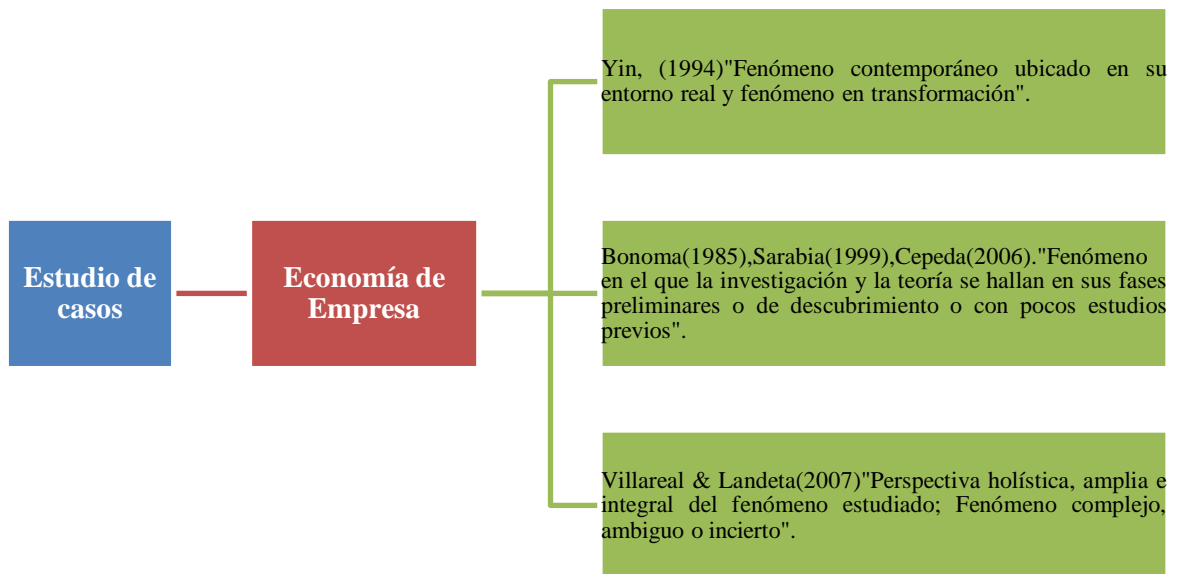 Estudio de
casos
Economía de
Empresa
Yin, (1994)"Fenómeno contemporáneo ubicado en su
entorno real y fenómeno en transformación".
Bonoma(1985),Sarabia(1999),Cepeda(2006)."Fenómeno
en el que la investigación y la teoría se hallan en sus fases
preliminares o de descubrimiento o con pocos estudios
previos".
Villareal & Landeta(2007)"Perspectiva holística, amplia e
integral del fenómeno estudiado; Fenómeno complejo,
ambiguo o incierto".